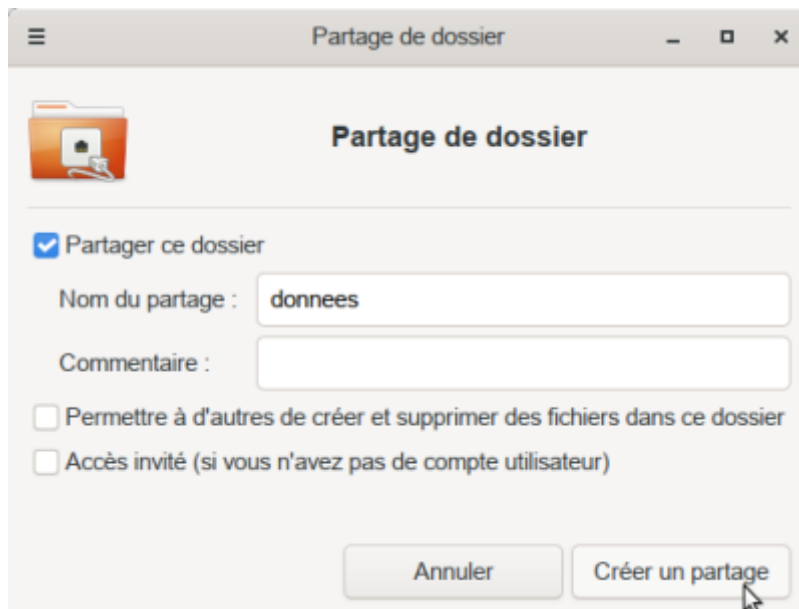 Partage de dossier
Partage de dossier
Partager ce dossier
Nom du partage : donnees
Commentaire :
Permettre à d'autres de créer et supprimer des fichiers dans ce dossier
Accès invité (si vous n'avez pas de compte utilisateur)
Annuler Créer un partage